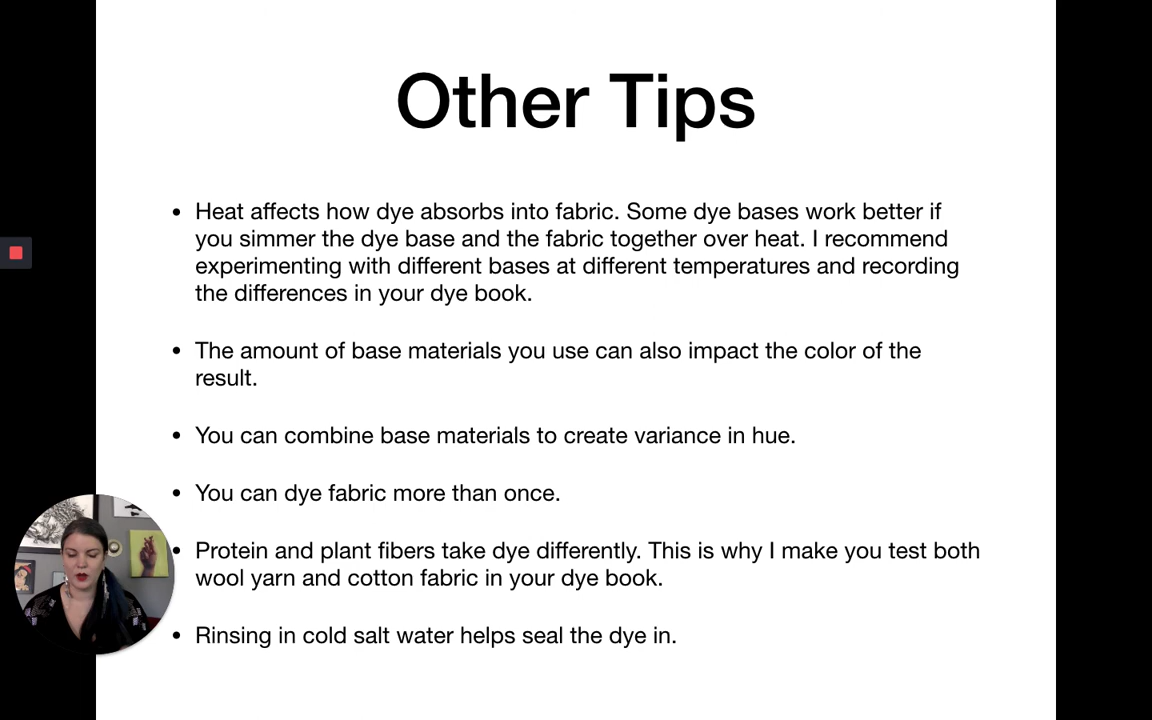 Other Tips
• Heat affects how dye absorbs into fabric. Some dye bases work better if
you simmer the dye base and the fabric together over heat. I recommend
experimenting with different bases at different temperatures and recording
the differences in your dye book.
• The amount of base materials you use can also impact the color of the
result.
• You can combine base materials to create variance in hue.
• You can dye fabric more than once.
• Protein and plant fibers take dye differently. This is why I make you test both
wool yarn and cotton fabric in your dye book.
• Rinsing in cold salt water helps seal the dye in.